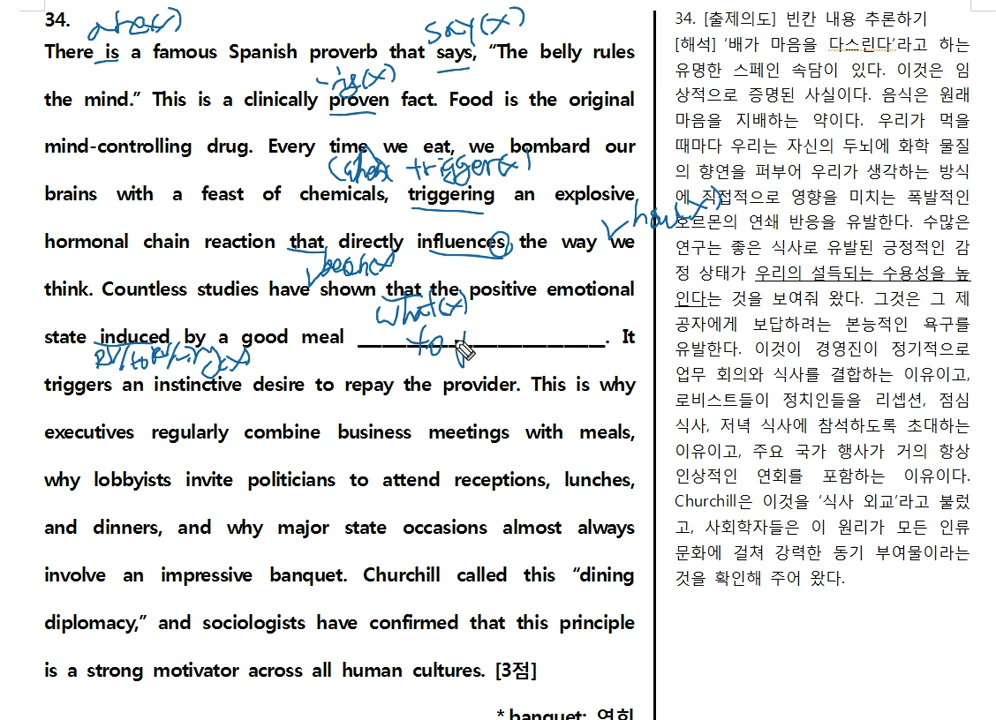 34.
are(x)
say(x)
There is a famous Spanish proverb that says, “The belly rules
-ing(x)
the mind.” This is a clinically proven fact. Food is the original
mind-controlling drug. Every time we eat, we bombard our
trigger(x)
brains with a feast of chemicals, triggering an explosive
how(x)
hormonal chain reaction that directly influences the way we
think. Countless studies have shown that the positive emotional
what(x)
state induced by a good meal ____________________. It
triggers an instinctive desire to repay the provider. This is why
executives regularly combine business meetings with meals,
why lobbyists invite politicians to attend receptions, lunches,
and dinners, and why major state occasions almost always
involve an impressive banquet. Churchill called this “dining
diplomacy,” and sociologists have confirmed that this principle
is a strong motivator across all human cultures. [3점]
* banquet: 연회
34. [출제의도] 빈칸 내용 추론하기
[해석] ‘배가 마음을 다스린다’라고 하는
유명한 스페인 속담이 있다. 이것은 임
상적으로 증명된 사실이다. 음식은 원래
마음을 지배하는 약이다. 우리가 먹을
때마다 우리는 자신의 두뇌에 화학 물질
의 향연을 퍼부어 우리가 생각하는 방식
에 직접적으로 영향을 미치는 폭발적인
호르몬의 연쇄 반응을 유발한다. 수많은
연구는 좋은 식사로 유발된 긍정적인 감
정 상태가 우리의 설득되는 수용성을 높
인다는 것을 보여줘 왔다. 그것은 그 제
공자에게 보답하려는 본능적인 욕구를
유발한다. 이것이 경영진이 정기적으로
업무 회의와 식사를 결합하는 이유이고,
로비스트들이 정치인들을 리셉션, 점심
식사, 저녁 식사에 참석하도록 초대하는
이유이고, 주요 국가 행사가 거의 항상
인상적인 연회를 포함하는 이유이다.
Churchill은 이것을 ‘식사 외교’라고 불렀
고, 사회학자들은 이 원리가 모든 인류
문화에 걸쳐 강력한 동기 부여물이라는
것을 확인해 주어 왔다.